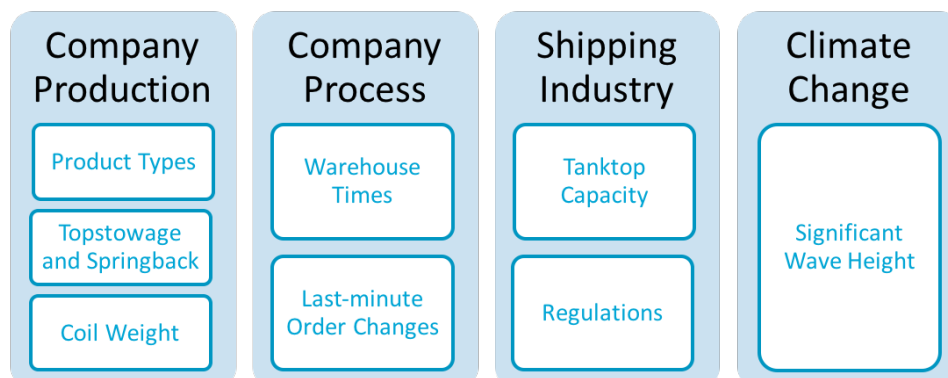 Company
Production
Product Types
Topstowage
and Springback
Coil Weight
Company
Process
Warehouse
Times
Last-minute
Order Changes
Shipping
Industry
Tanktop
Capacity
Regulations
Climate
Change
Significant
Wave Height